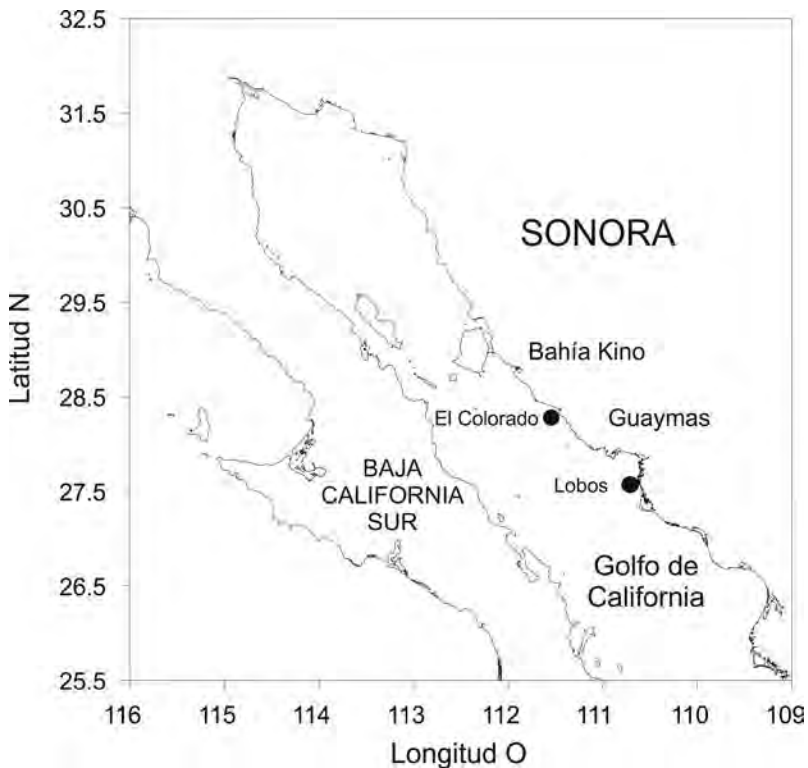 32.5
31.5
30.5
29.5
28.5
27.5
26.5
25.5
Latitud N
SONORA
Bahía Kino
El Colorado
Guaymas
Lobos
BAJA
CALIFORNIA
SUR
Golfo de
California
116 115 114 113 112 111 110 109
Longitud O